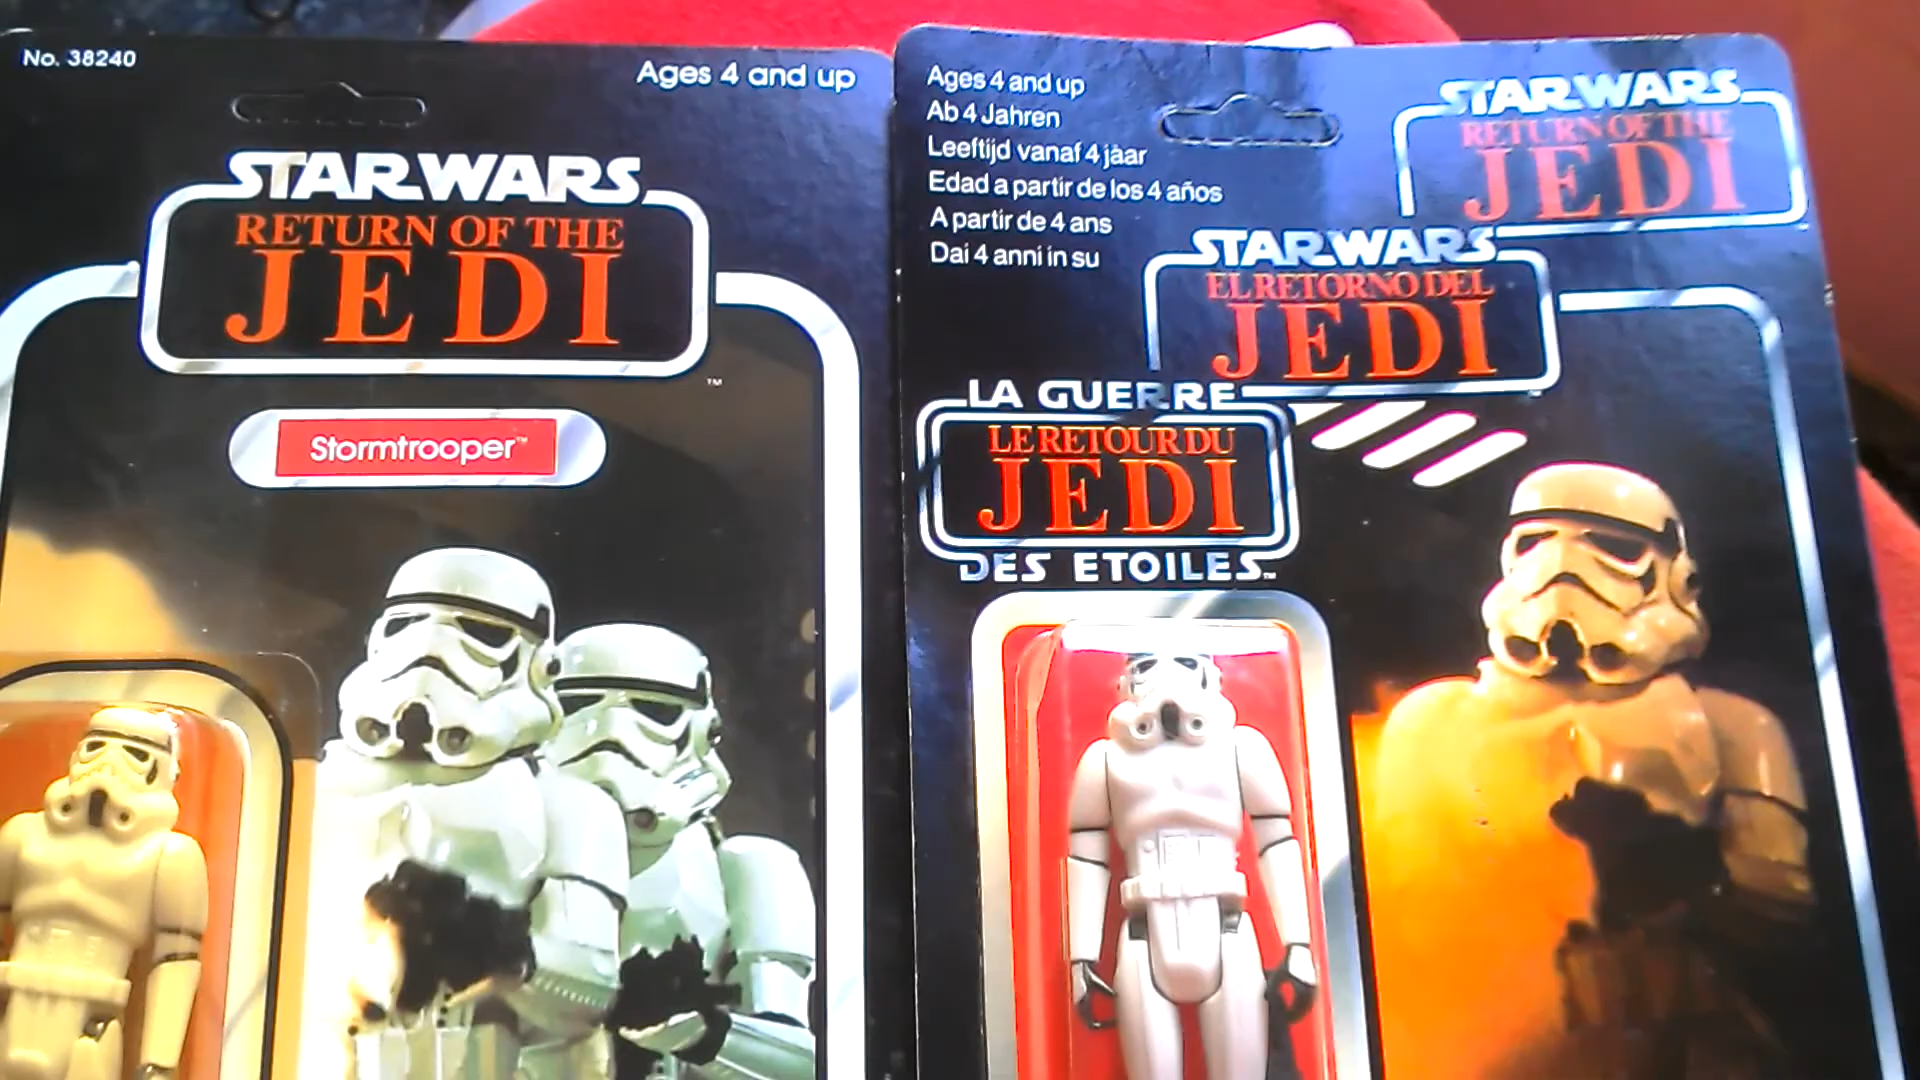 No. 38240
Ages 4 and up
STAR WARS
RETURN OF THE
JEDI
™
Stormtrooper™
Ages 4 and up
Ab 4 Jahren
Leeftijd vanaf 4 jaar
Edad a partir de los 4 años
A partir de 4 ans
Dai 4 anni in su
STAR WARS
RETURN OF THE
JEDI
STAR WARS
EL RETORNO DEL
JEDI
LA GUERRE
LE RETOUR DU
JEDI
DES ETOILES™